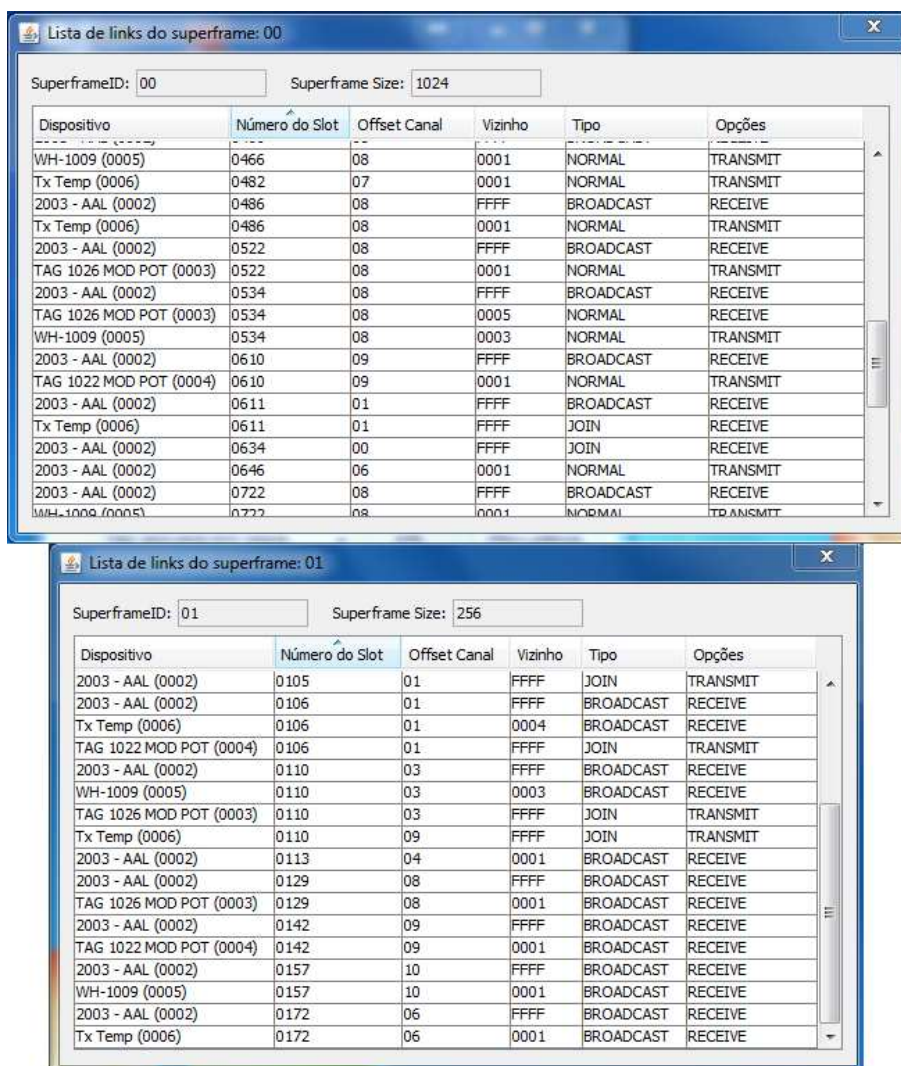 Lista de links do superframe: 00
SuperframeID: 00 Superframe Size: 1024
Dispositivo Número do Slot Offset Canal Vizinho Tipo Opções
WH-1009 (0005) 0466 08 0001 NORMAL TRANSMIT
Tx Temp (0006) 0482 07 0001 NORMAL TRANSMIT
2003 - AAL (0002) 0486 08 FFFF BROADCAST RECEIVE
Tx Temp (0006) 0486 08 0001 NORMAL TRANSMIT
2003 - AAL (0002) 0522 08 FFFF BROADCAST RECEIVE
TAG 1026 MOD POT (0003) 0522 08 0001 NORMAL TRANSMIT
2003 - AAL (0002) 0534 08 FFFF BROADCAST RECEIVE
TAG 1026 MOD POT (0003) 0534 08 0005 NORMAL RECEIVE
WH-1009 (0005) 0534 08 0003 NORMAL TRANSMIT
2003 - AAL (0002) 0610 09 FFFF BROADCAST RECEIVE
TAG 1022 MOD POT (0004) 0610 09 0001 NORMAL TRANSMIT
2003 - AAL (0002) 0611 01 FFFF BROADCAST RECEIVE
Tx Temp (0006) 0611 01 FFFF JOIN RECEIVE
2003 - AAL (0002) 0634 00 FFFF JOIN RECEIVE
2003 - AAL (0002) 0646 06 0001 NORMAL TRANSMIT
2003 - AAL (0002) 0722 08 FFFF BROADCAST RECEIVE
WH-1009 (0005) 0722 08 0001 NORMAL TRANSMIT
Lista de links do superframe: 01
SuperframeID: 01 Superframe Size: 256
Dispositivo Número do Slot Offset Canal Vizinho Tipo Opções
2003 - AAL (0002) 0105 01 FFFF JOIN TRANSMIT
2003 - AAL (0002) 0106 01 FFFF BROADCAST RECEIVE
Tx Temp (0006) 0106 01 0004 BROADCAST RECEIVE
TAG 1022 MOD POT (0004) 0106 01 FFFF JOIN TRANSMIT
2003 - AAL (0002) 0110 03 FFFF BROADCAST RECEIVE
WH-1009 (0005) 0110 03 0003 BROADCAST RECEIVE
TAG 1026 MOD POT (0003) 0110 03 FFFF JOIN TRANSMIT
Tx Temp (0006) 0110 09 FFFF JOIN TRANSMIT
2003 - AAL (0002) 0113 04 0001 BROADCAST RECEIVE
2003 - AAL (0002) 0129 08 FFFF BROADCAST RECEIVE
TAG 1026 MOD POT (0003) 0129 08 0001 BROADCAST RECEIVE
2003 - AAL (0002) 0142 09 FFFF BROADCAST RECEIVE
TAG 1022 MOD POT (0004) 0142 09 0001 BROADCAST RECEIVE
2003 - AAL (0002) 0157 10 FFFF BROADCAST RECEIVE
WH-1009 (0005) 0157 10 0001 BROADCAST RECEIVE
2003 - AAL (0002) 0172 06 FFFF BROADCAST RECEIVE
Tx Temp (0006) 0172 06 0001 BROADCAST RECEIVE